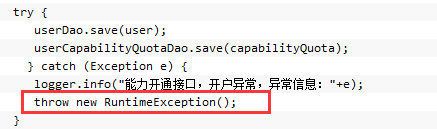 try {
userDao.save(user);
userCapabilityQuotaDao.save(capabilityQuota);
} catch (Exception e) {
logger.info("能力开通接口，开户异常，异常信息："+e);
throw new RuntimeException();
}